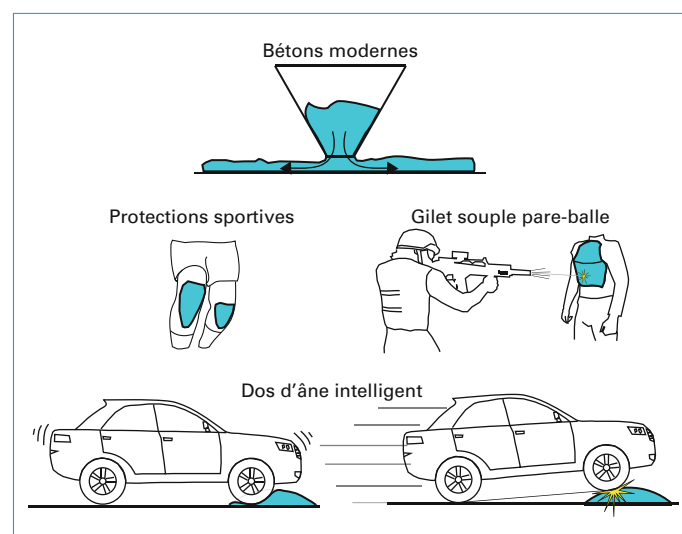 Bétons modernes
Protections sportives
Gilet souple pare-balle
Dos d'âne intelligent